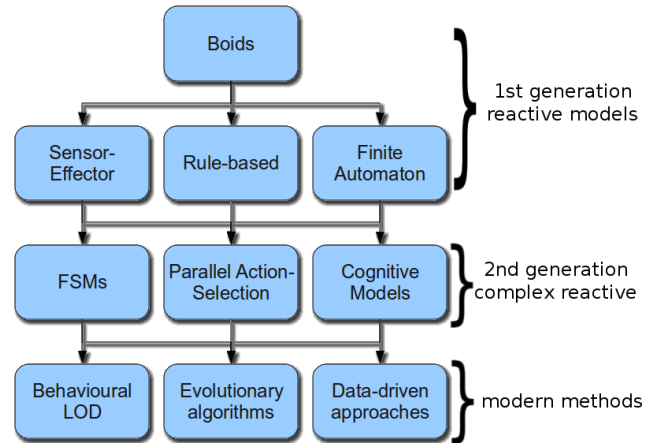 Boids
1st generation
reactive models
Sensor-
Effector
Rule-based
Finite
Automaton
FSMs
Parallel Action-
Selection
Cognitive
Models
2nd generation
complex reactive
Behavioural
LOD
Evolutionary
algorithms
Data-driven
approaches
modern methods